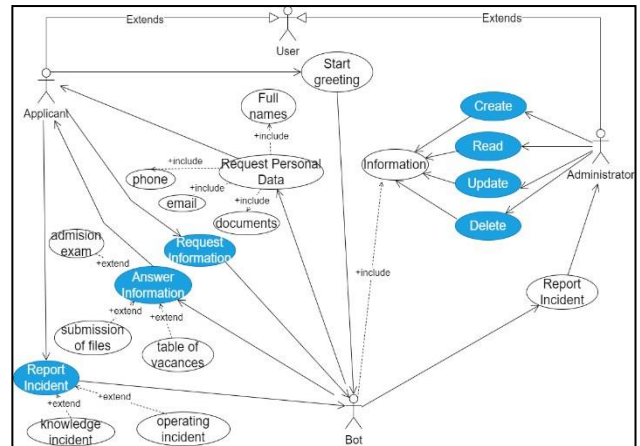 Extends
Extends
User
Start
greeting
Applicant
Full
names
Create
+include
Read
Information
Administrator
+include
Request Personal
Data
phone
+include
Update
email
+include
documents
Delete
admision
exam
Request
Information
+extend
Answer
Information
+include
Report
Incident
+extend
+extend
submission
of files
table of
vacances
Report
Incident
+extend
+extend
knowledge
incident
operating
incident
Bot